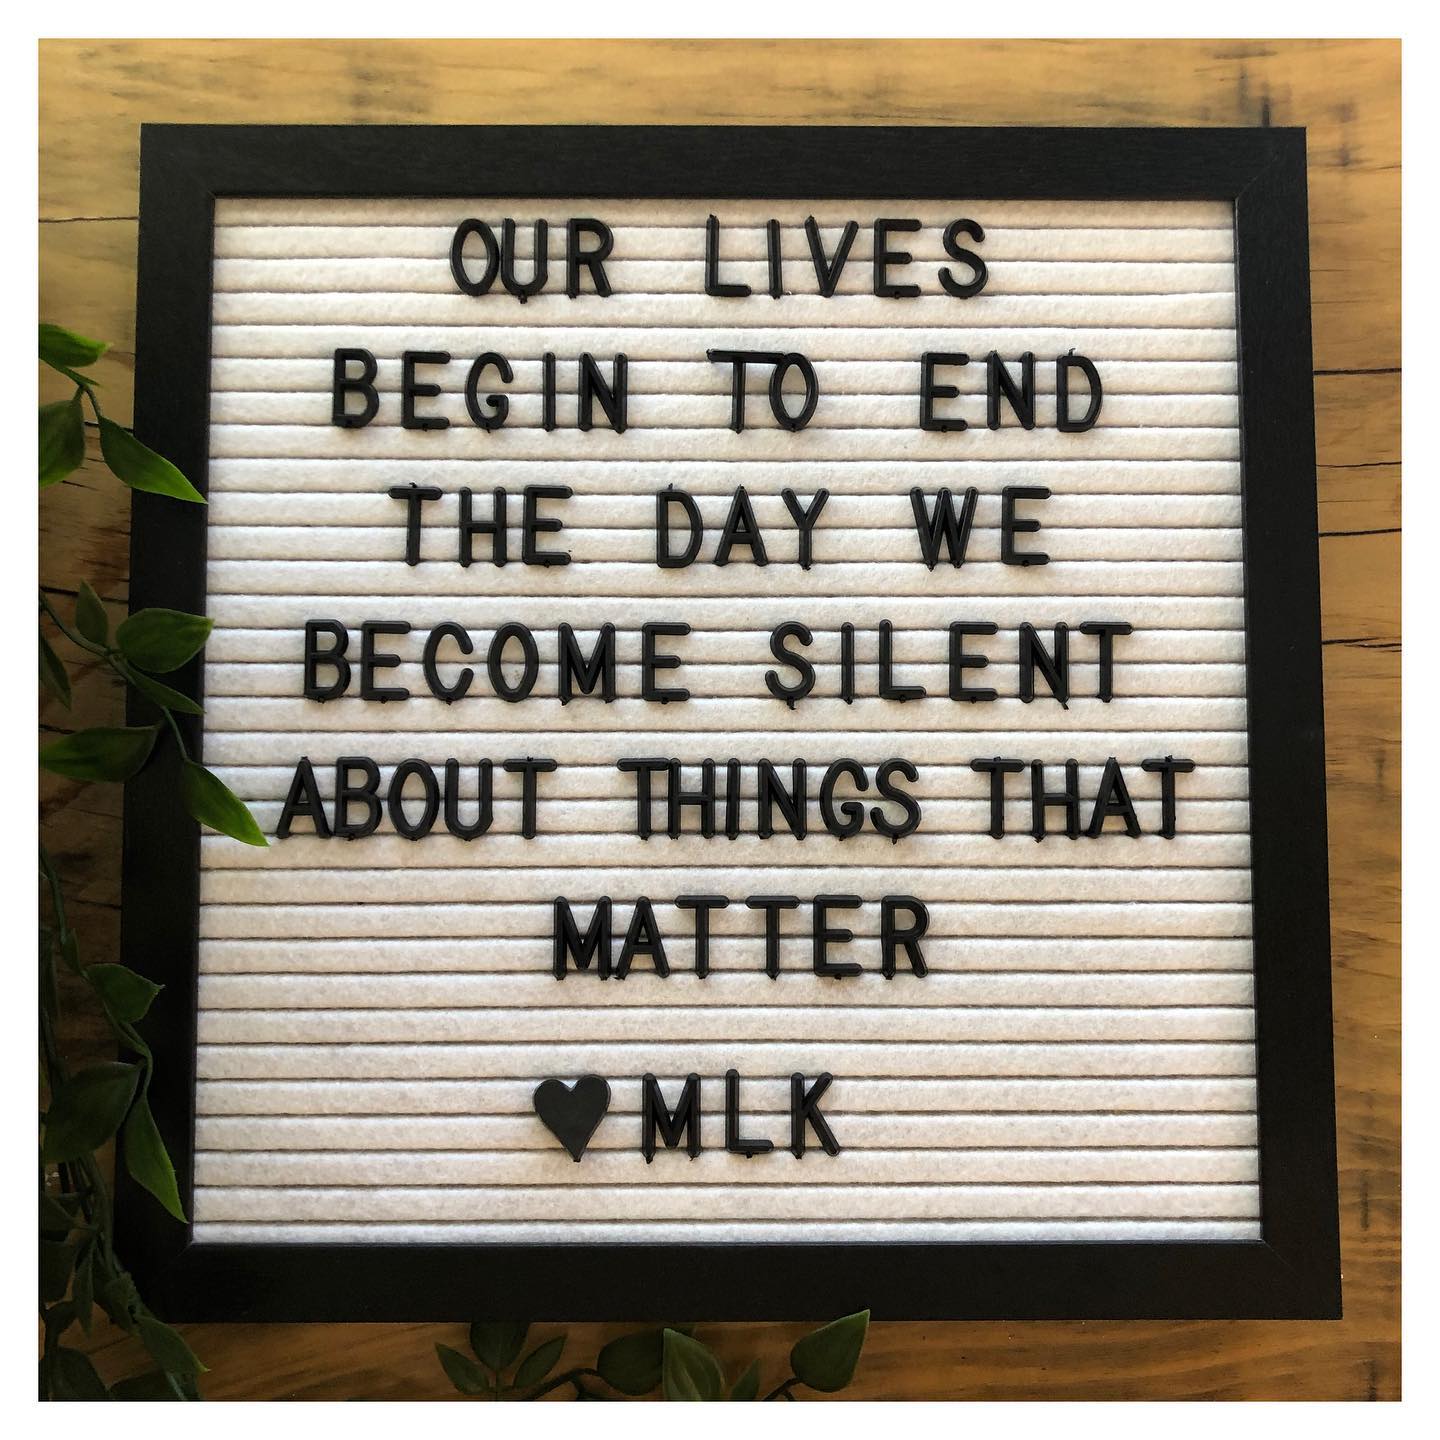 OUR LIVES
BEGIN TO END
THE DAY WE
BECOME SILENT
ABOUT THINGS THAT
MATTER
♥MLK